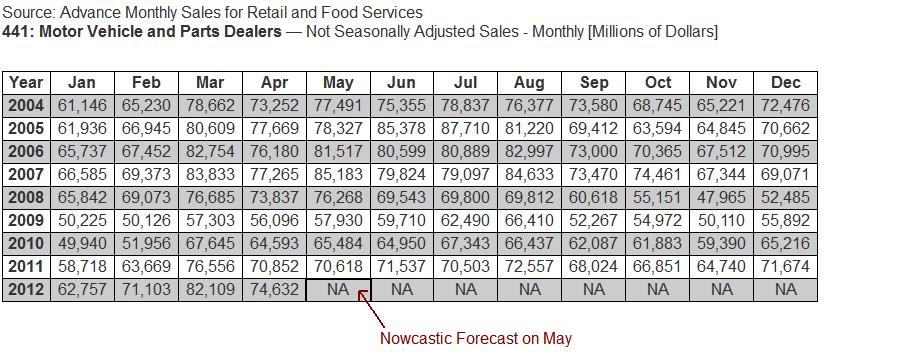 Source: Advance Monthly Sales for Retail and Food Services
441: Motor Vehicle and Parts Dealers — Not Seasonally Adjusted Sales - Monthly [Millions of Dollars]
Year Jan Feb Mar Apr May Jun Jul Aug Sep Oct Nov Dec
2004 61,146 65,230 78,662 73,252 77,491 75,355 78,837 76,377 73,580 68,745 65,221 72,476
2005 61,936 66,945 80,609 77,669 78,327 85,378 87,710 81,220 69,412 63,594 64,845 70,662
2006 65,737 67,452 82,754 76,180 81,517 80,599 80,889 82,997 73,000 70,365 67,512 70,995
2007 66,585 69,373 83,833 77,265 85,183 79,824 79,097 84,633 73,470 74,461 67,344 69,071
2008 65,842 69,073 76,685 73,837 76,268 69,543 69,800 69,812 60,618 55,151 47,965 52,485
2009 50,225 50,126 57,303 56,096 57,930 59,710 62,490 66,410 52,267 54,972 50,110 55,892
2010 49,940 51,956 67,645 64,593 65,484 64,950 67,343 66,437 62,087 61,883 59,390 65,216
2011 58,718 63,669 76,556 70,852 70,618 71,537 70,503 72,557 68,024 66,851 64,740 71,674
2012 62,757 71,103 82,109 74,632 NA NA NA NA NA NA NA NA
Nowcastic Forecast on May